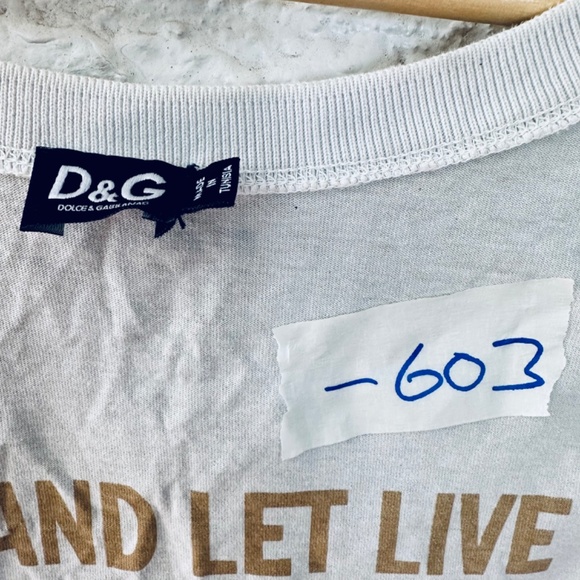 D&G
DOLCE & GABBANA
MADE
IN
TUNISIA
-603
AND LET LIVE